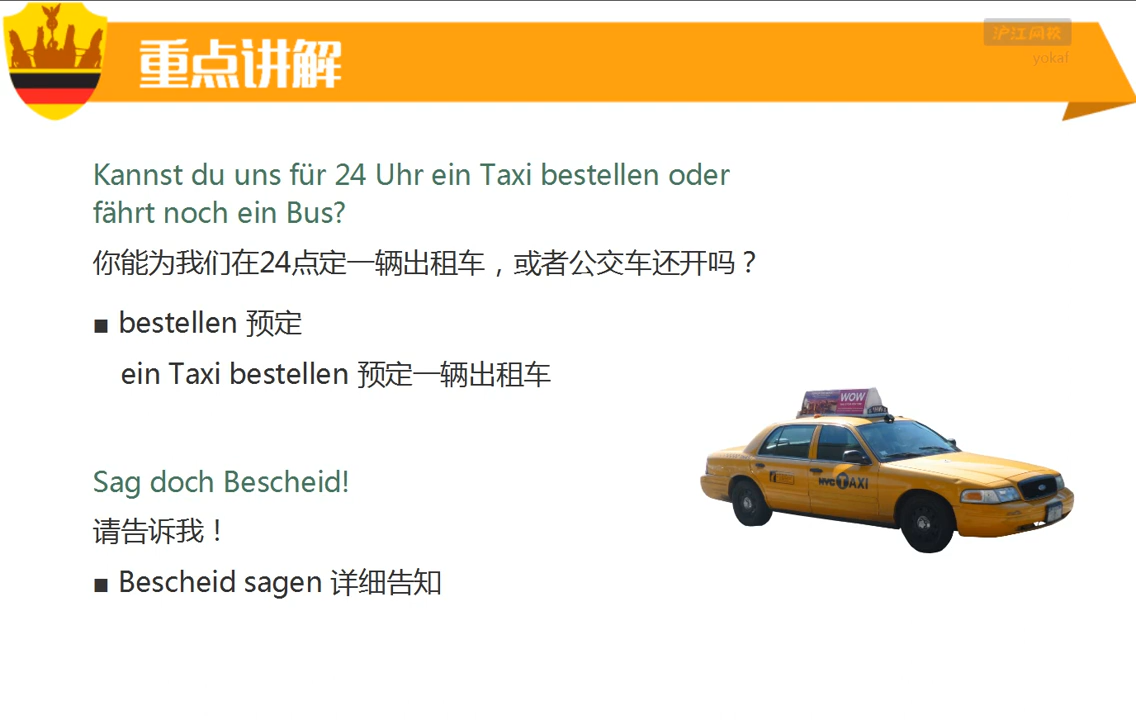 重点讲解
沪江网校
yokaf
Kannst du uns für 24 Uhr ein Taxi bestellen oder
fährt noch ein Bus?
你能为我们在24点定一辆出租车，或者公交车还开吗？
■ bestellen 预定
ein Taxi bestellen 预定一辆出租车
WOW
NYC TAXI
Sag doch Bescheid!
请告诉我！
■ Bescheid sagen 详细告知